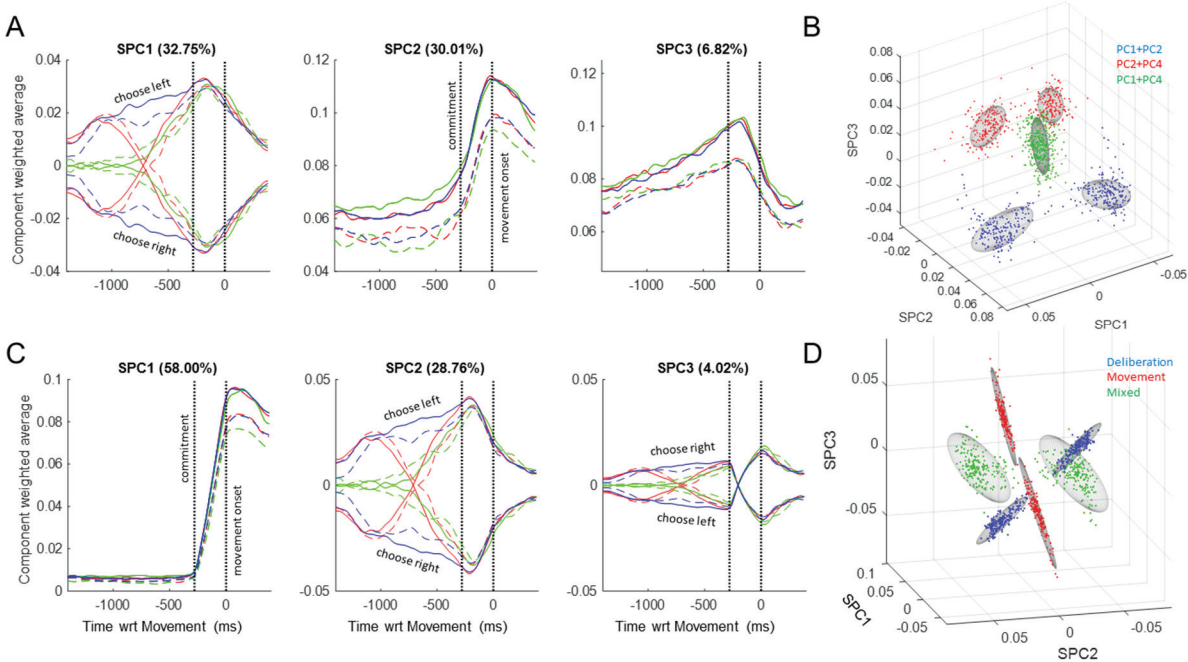 A
SPC1 (32.75%)
SPC2 (30.01%)
SPC3 (6.82%)
Component weighted average
0.04
0.02
0
-0.02
-0.04
choose left
choose right
-1000
-500
0
0.12
0.1
0.08
0.06
0.04
commitment
movement onset
-1000
-500
0
0.1
0.08
0.06
-1000
-500
0
B
PC1+PC2
PC2+PC4
PC1+PC4
SPC3
0.08
0.06
0.04
0.02
0
-0.02
-0.04
-0.04
-0.02
0
0.02
0.04
0.06
0.08
SPC2
0.05
0
-0.05
SPC1
C
SPC1 (58.00%)
SPC2 (28.76%)
SPC3 (4.02%)
Component weighted average
0.1
0.08
0.06
0.04
0.02
0
commitment
movement onset
-1000
-500
0
Time wrt Movement (ms)
0.05
0
-0.05
choose left
choose right
-1000
-500
0
Time wrt Movement (ms)
0.05
0
-0.05
choose right
choose left
-1000
-500
0
Time wrt Movement (ms)
D
Deliberation
Movement
Mixed
SPC3
0.05
0
-0.05
0.1
0.05
0
-0.05
SPC1
0.05
0
-0.05
SPC2